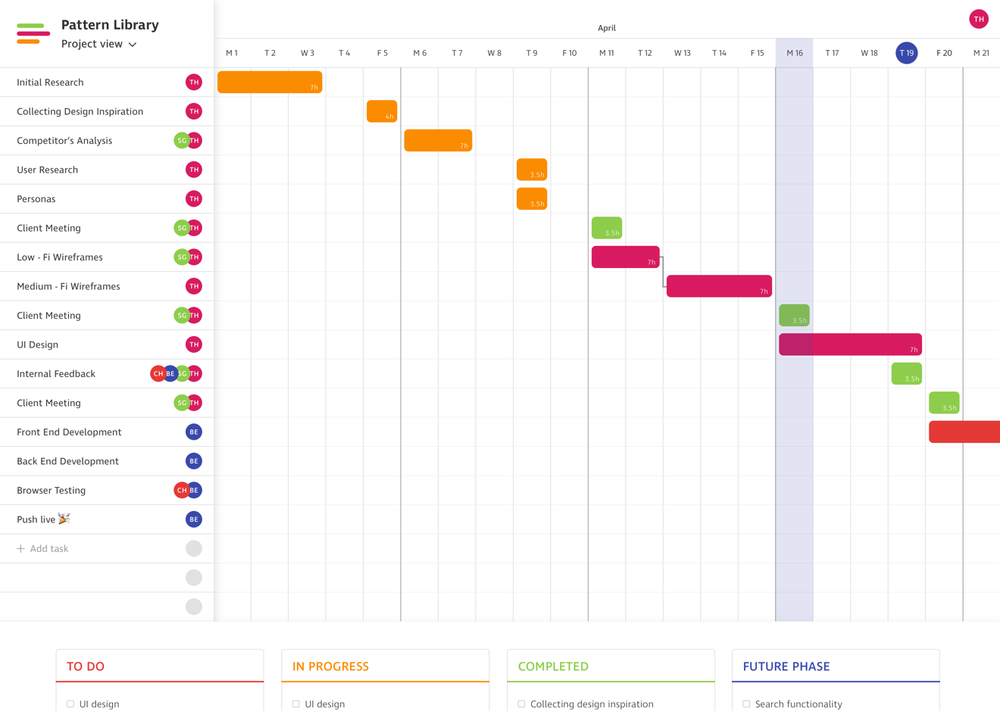 Pattern Library
Project view
TH
April
M 1 T 2 W 3 T 4 F 5 M 6 T 7 W 8 T 9 F 10 M 11 T 12 W 13 T 14 F 15 M 16 T 17 W 18 T 19 F 20 M 21
Initial Research TH 7h
Collecting Design Inspiration TH 4h
Competitor’s Analysis SG TH 7h
User Research TH 3.5h
Personas TH 3.5h
Client Meeting SG TH 3.5h
Low - Fi Wireframes SG TH 7h
Medium - Fi Wireframes TH 7h
Client Meeting SG TH 3.5h
UI Design TH 7h
Internal Feedback CH BE SG TH 3.5h
Client Meeting SG TH 3.5h
Front End Development BE
Back End Development BE
Browser Testing CH BE
Push live 🎉 BE
+ Add task
TO DO
UI design
IN PROGRESS
UI design
COMPLETED
Collecting design inspiration
FUTURE PHASE
Search functionality